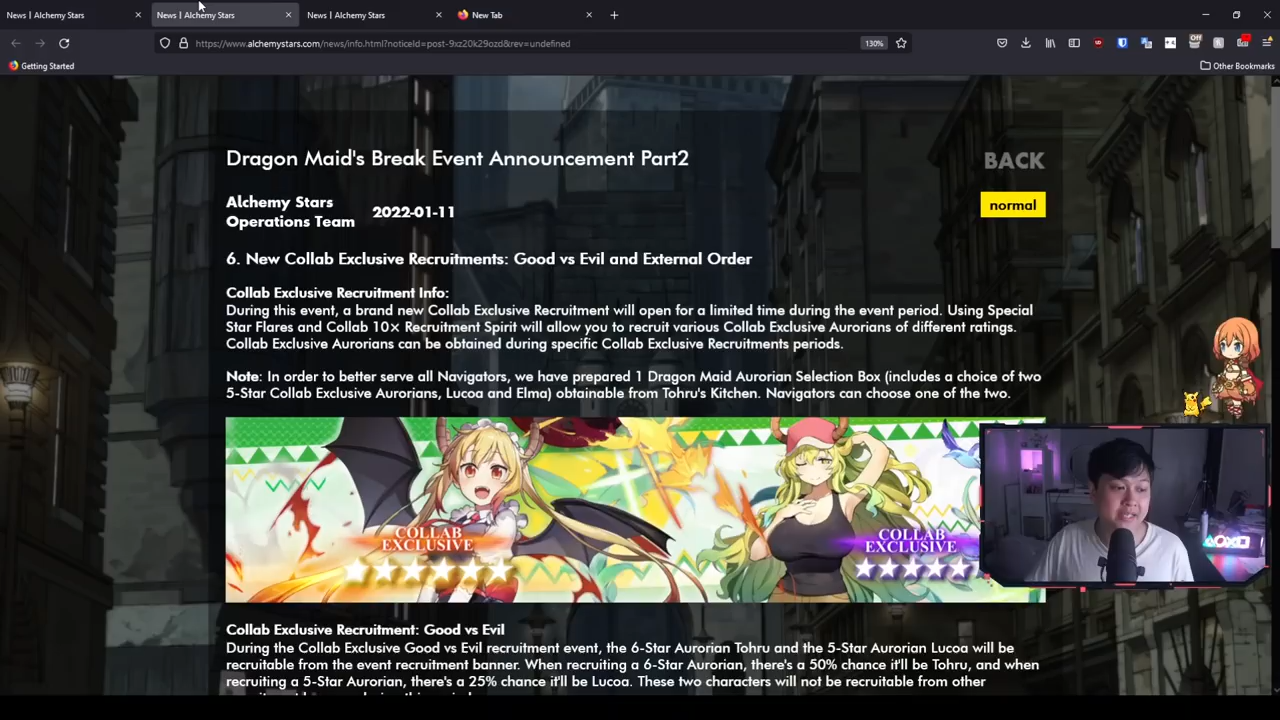 News | Alchemy Stars
News | Alchemy Stars
News | Alchemy Stars
New Tab
https://www.alchemystars.com/news/info.html?noticeId=post-9xz20k29ozd&rev=undefined
130%
Off
Getting Started
Other Bookmarks
Dragon Maid's Break Event Announcement Part2
BACK
Alchemy Stars
Operations Team
2022-01-11
normal
6. New Collab Exclusive Recruitments: Good vs Evil and External Order
Collab Exclusive Recruitment Info:
During this event, a brand new Collab Exclusive Recruitment will open for a limited time during the event period. Using Special
Star Flares and Collab 10× Recruitment Spirit will allow you to recruit various Collab Exclusive Aurorians of different ratings.
Collab Exclusive Aurorians can be obtained during specific Collab Exclusive Recruitments periods.
Note: In order to better serve all Navigators, we have prepared 1 Dragon Maid Aurorian Selection Box (includes a choice of two
5-Star Collab Exclusive Aurorians, Lucoa and Elma) obtainable from Tohru's Kitchen. Navigators can choose one of the two.
COLLAB
EXCLUSIVE
COLLAB
EXCLUSIVE
Collab Exclusive Recruitment: Good vs Evil
During the Collab Exclusive Good vs Evil recruitment event, the 6-Star Aurorian Tohru and the 5-Star Aurorian Lucoa will be
recruitable from the event recruitment banner. When recruiting a 6-Star Aurorian, there's a 50% chance it'll be Tohru, and when
recruiting a 5-Star Aurorian, there's a 25% chance it'll be Lucoa. These two characters will not be recruitable from other